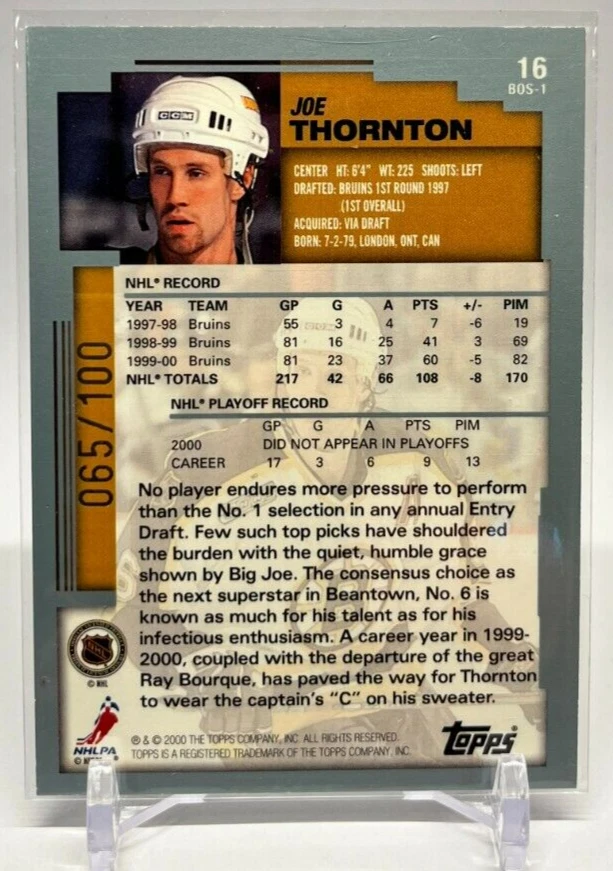 16
BOS-1
CCM
JOE
THORNTON
CENTER HT: 6'4" WT: 225 SHOOTS: LEFT
DRAFTED: BRUINS 1ST ROUND 1997
(1ST OVERALL)
ACQUIRED: VIA DRAFT
BORN: 7-2-79, LONDON, ONT, CAN
NHL® RECORD
YEAR TEAM GP G A PTS +/- PIM
1997-98 Bruins 55 3 4 7 -6 19
1998-99 Bruins 81 16 25 41 3 69
1999-00 Bruins 81 23 37 60 -5 82
NHL® TOTALS 217 42 66 108 -8 170
NHL® PLAYOFF RECORD
GP G A PTS PIM
2000 DID NOT APPEAR IN PLAYOFFS
CAREER 17 3 6 9 13
065/100
No player endures more pressure to perform
than the No. 1 selection in any annual Entry
Draft. Few such top picks have shouldered
the burden with the quiet, humble grace
shown by Big Joe. The consensus choice as
the next superstar in Beantown, No. 6 is
known as much for his talent as for his
infectious enthusiasm. A career year in 1999-
2000, coupled with the departure of the great
Ray Bourque, has paved the way for Thornton
to wear the captain's "C" on his sweater.
NHL
© NHL
NHLPA
® & © 2000 THE TOPPS COMPANY, INC. ALL RIGHTS RESERVED.
TOPPS IS A REGISTERED TRADEMARK OF THE TOPPS COMPANY, INC.
TOPPS®